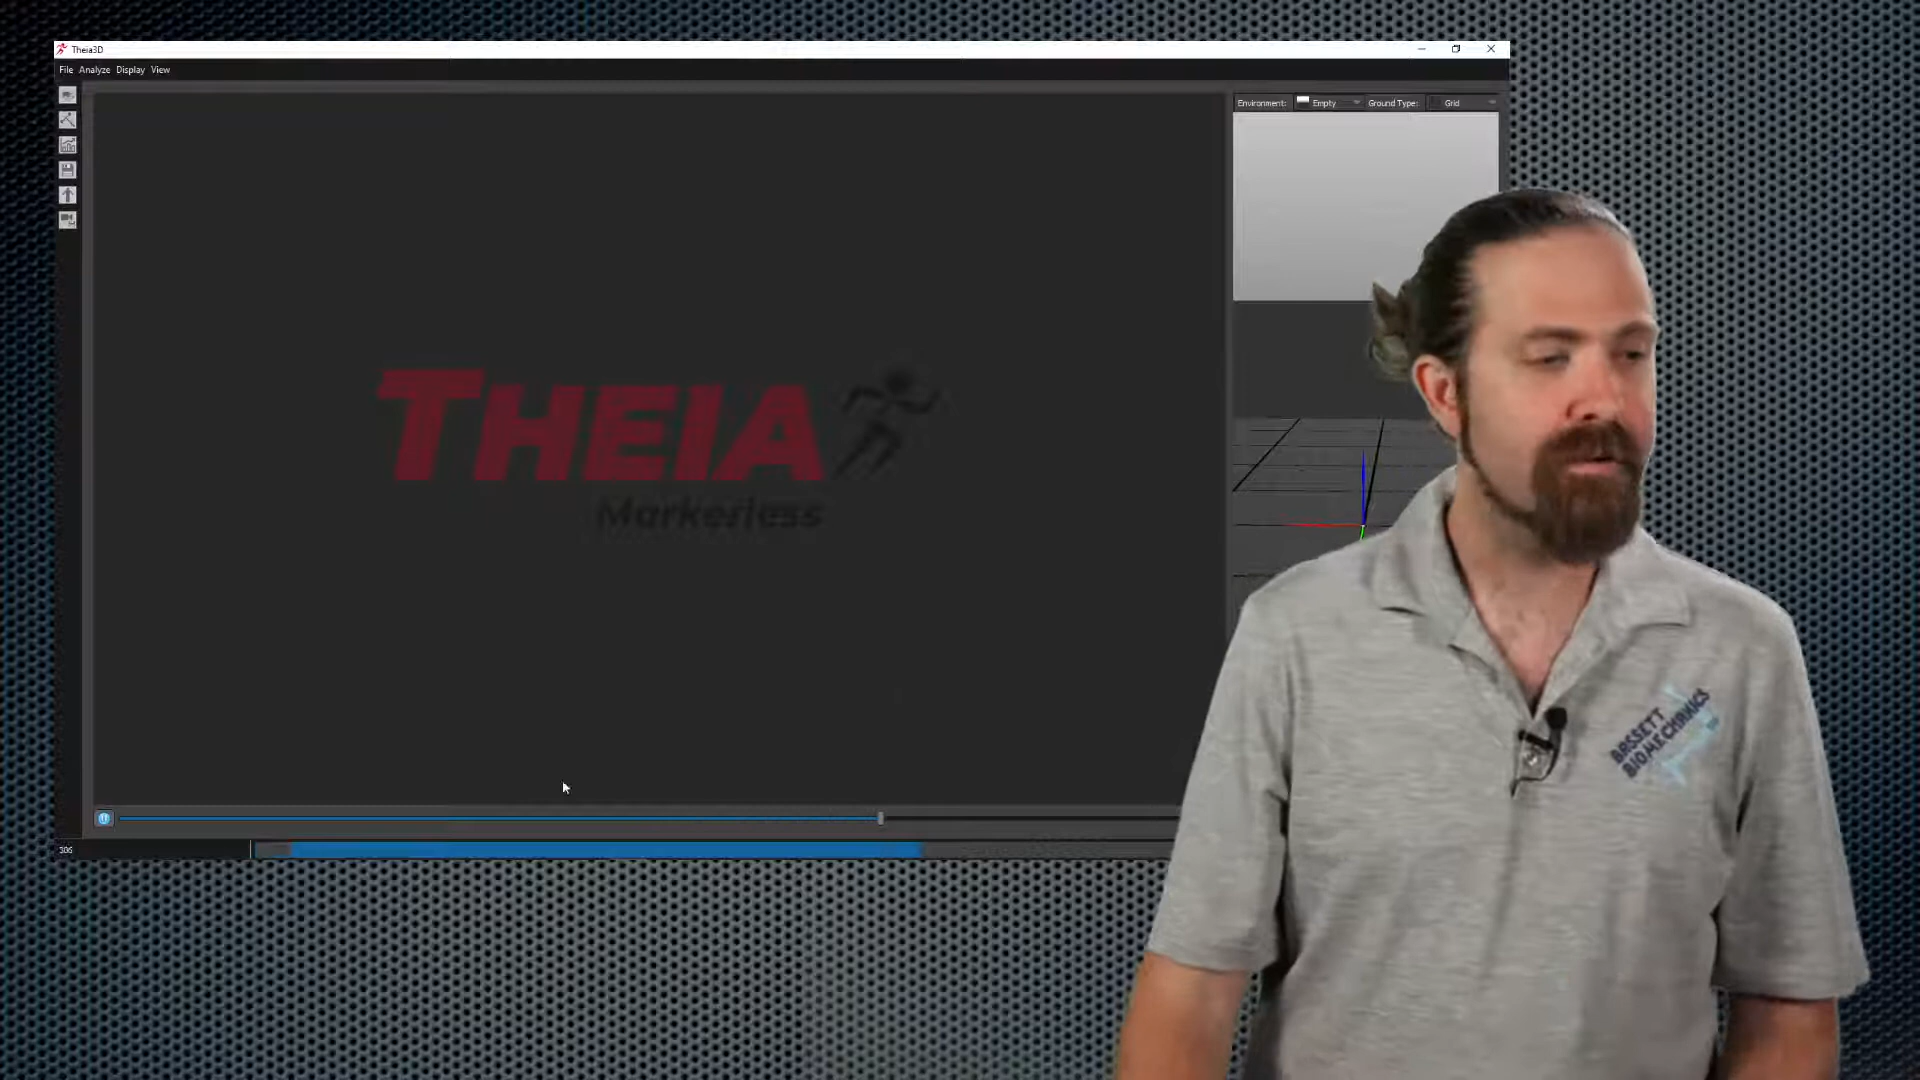 Theia3D
File Analyze Display View
Environment: Empty Ground Type: Grid
THEIA
Markerless
306
BASSETT
BIOMECHANICS